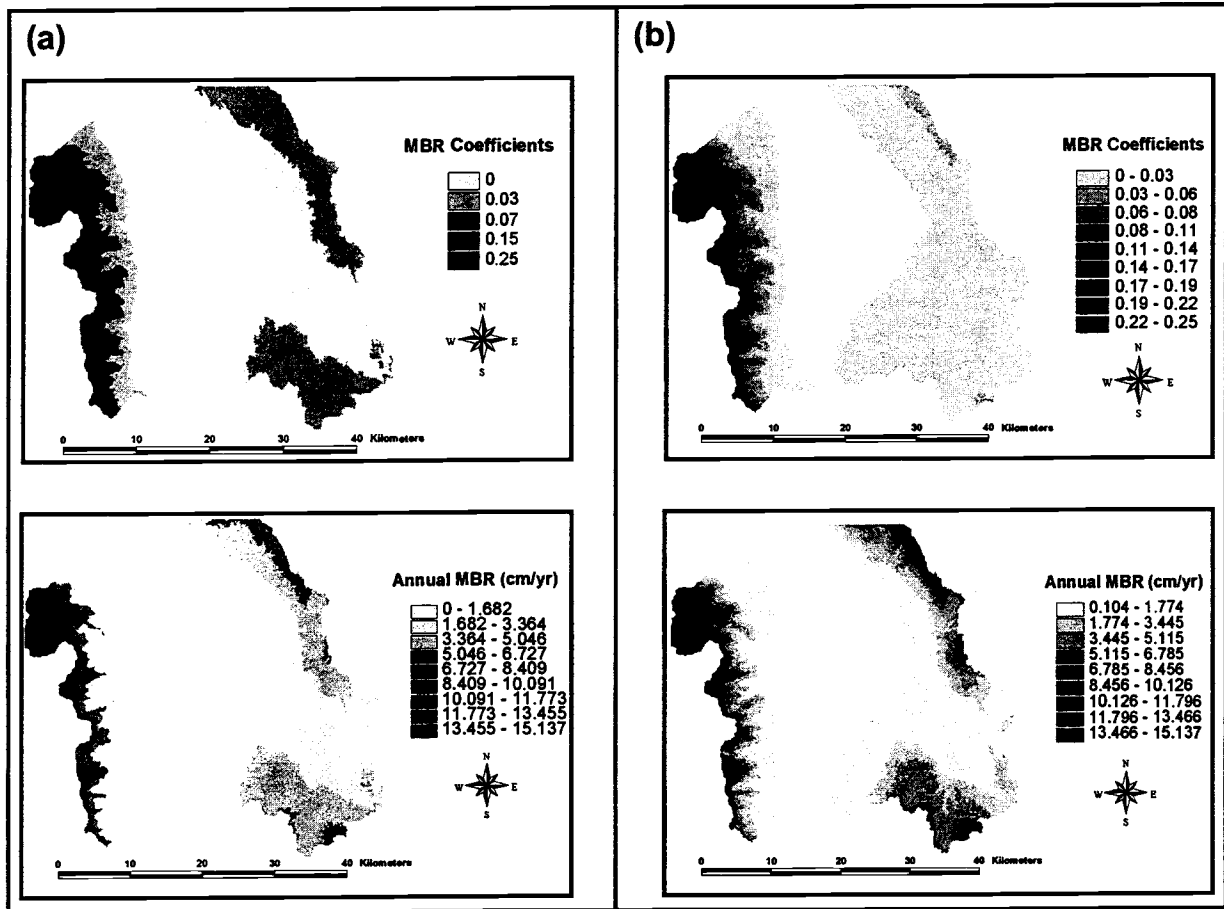 (a)
MBR Coefficients
0
0.03
0.07
0.15
0.25
N
W E
S
0 10 20 30 40 Kilometers
Annual MBR (cm/yr)
0 - 1.682
1.682 - 3.364
3.364 - 5.046
5.046 - 6.727
6.727 - 8.409
8.409 - 10.091
10.091 - 11.773
11.773 - 13.455
13.455 - 15.137
N
W E
S
0 10 20 30 40 Kilometers
(b)
MBR Coefficients
0 - 0.03
0.03 - 0.06
0.06 - 0.08
0.08 - 0.11
0.11 - 0.14
0.14 - 0.17
0.17 - 0.19
0.19 - 0.22
0.22 - 0.25
N
W E
S
0 10 20 30 40 Kilometers
Annual MBR (cm/yr)
0.104 - 1.774
1.774 - 3.445
3.445 - 5.115
5.115 - 6.785
6.785 - 8.456
8.456 - 10.126
10.126 - 11.796
11.796 - 13.466
13.466 - 15.137
N
W E
S
0 10 20 30 40 Kilometers